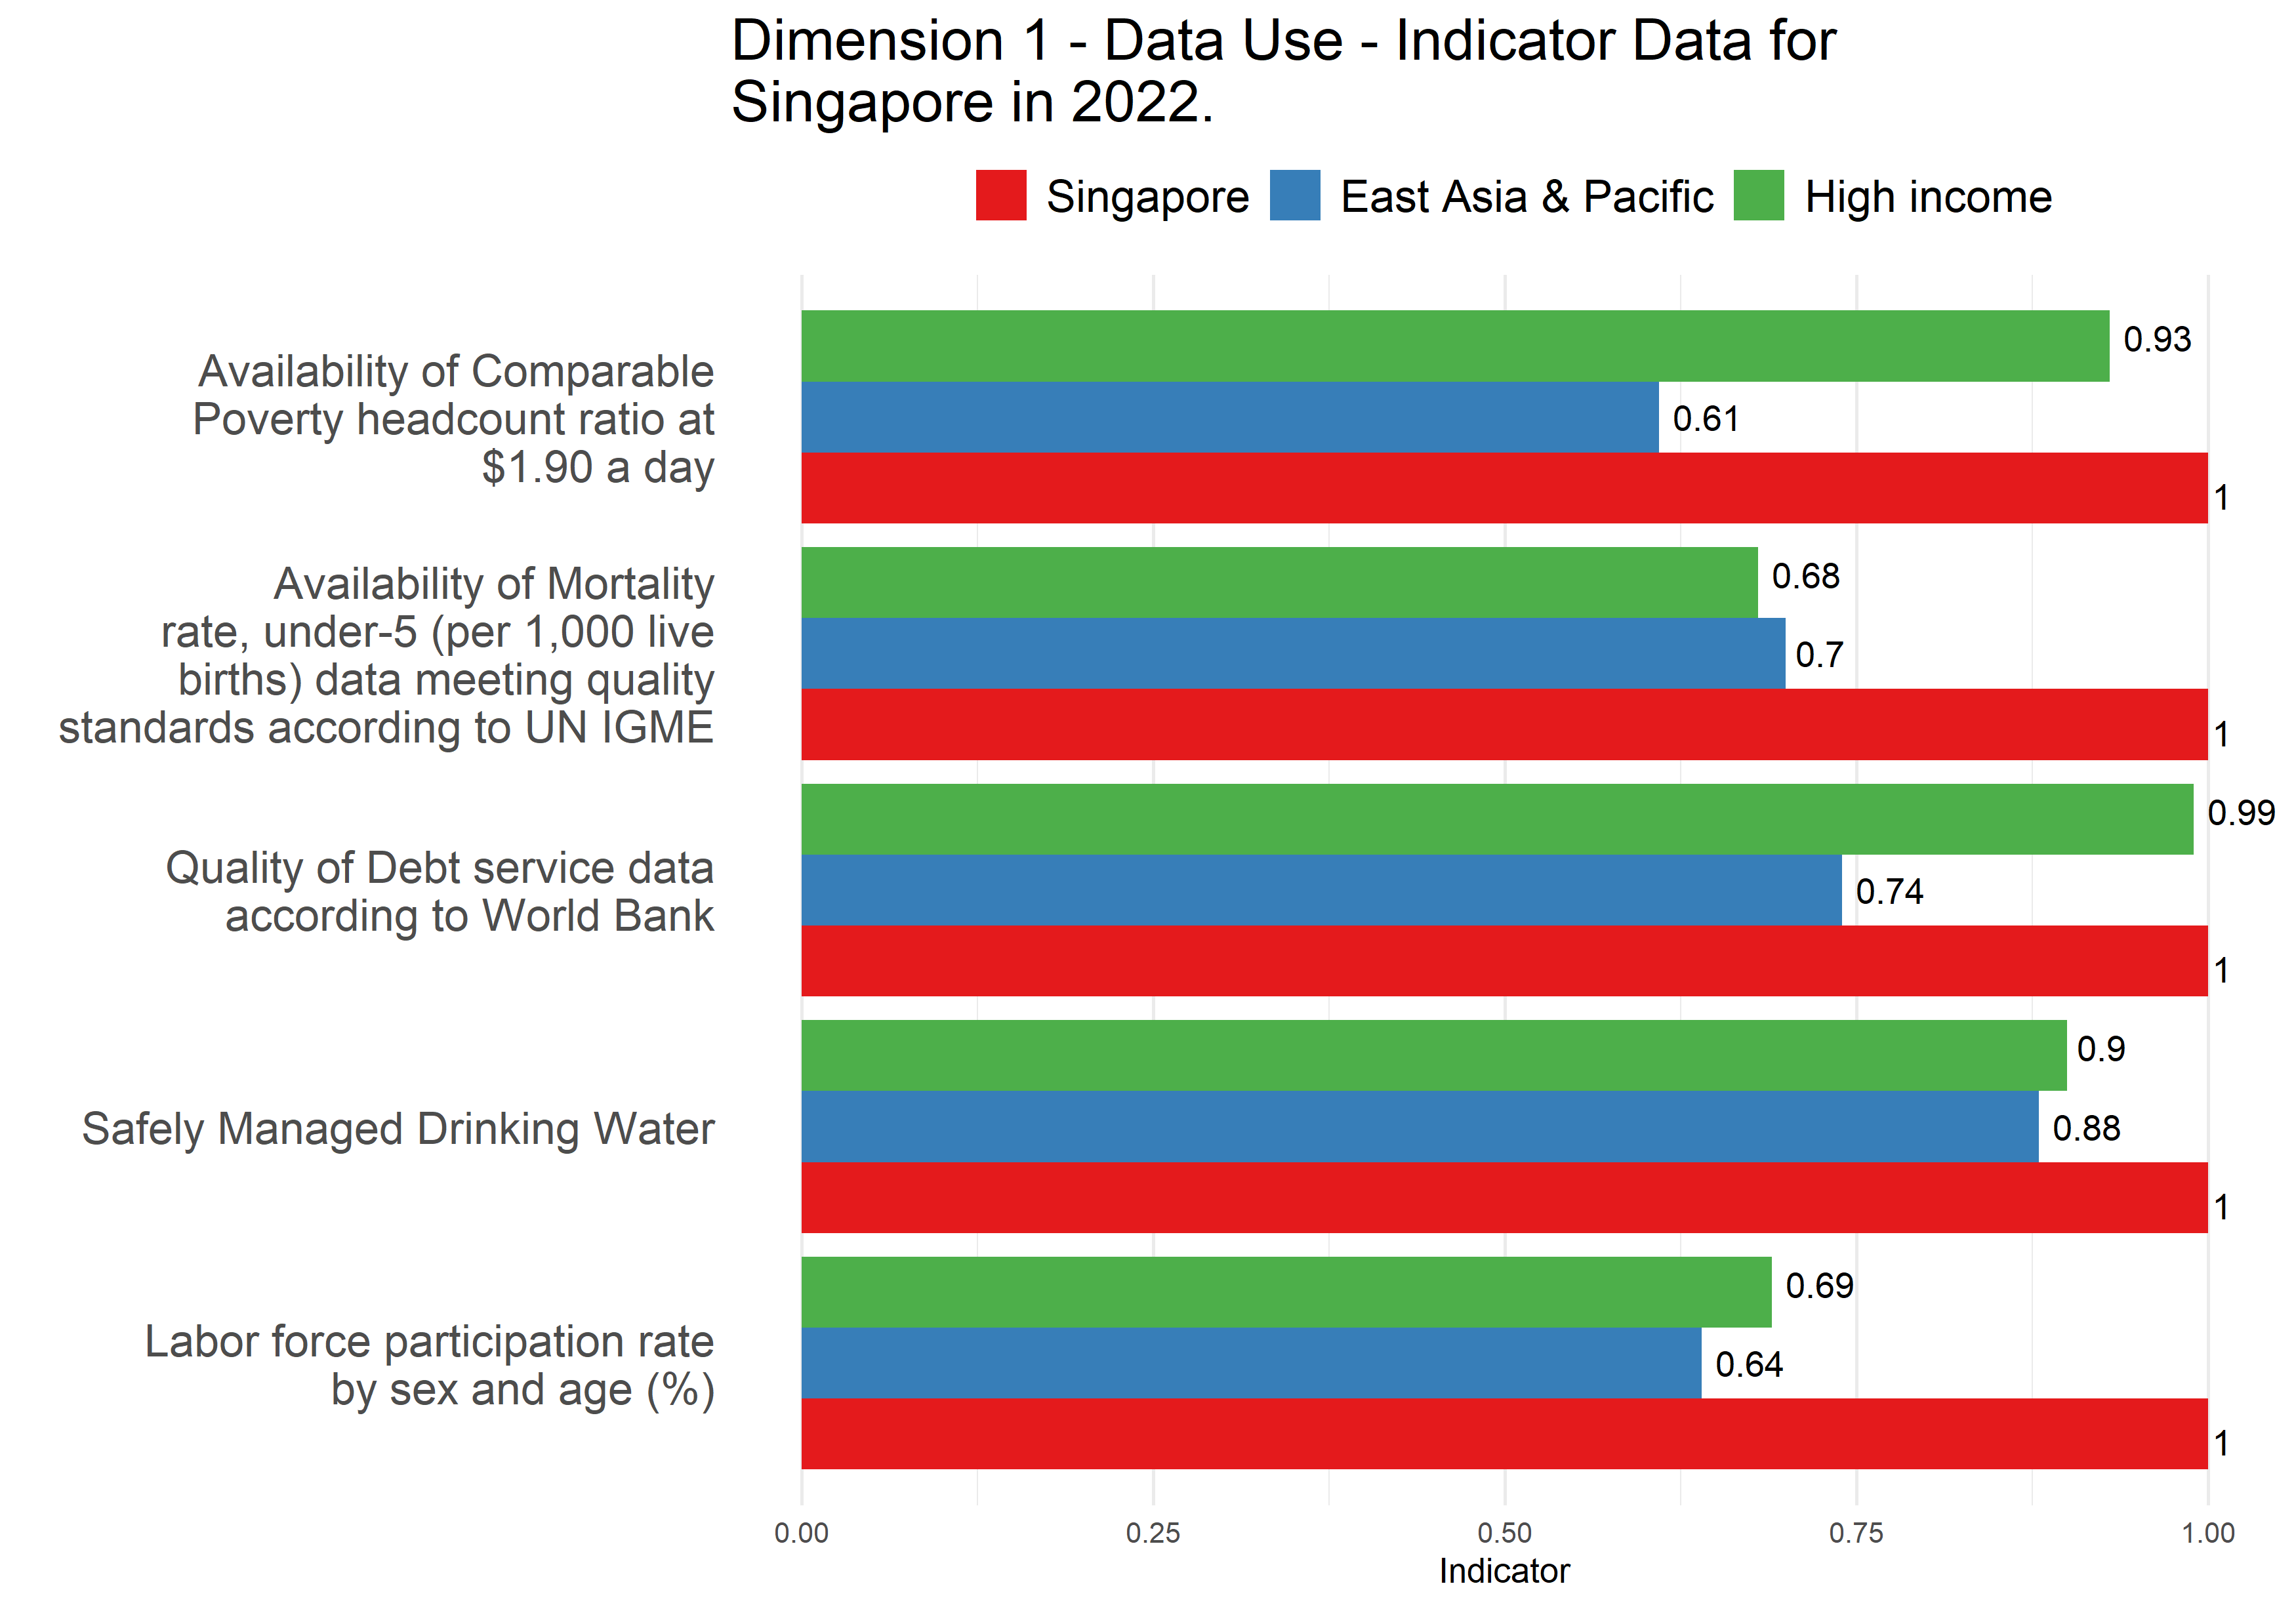 Dimension 1 - Data Use - Indicator Data for
Singapore in 2022.
Singapore East Asia & Pacific High income
Availability of Comparable
Poverty headcount ratio at
$1.90 a day
0.93
0.61
1
Availability of Mortality
rate, under-5 (per 1,000 live
births) data meeting quality
standards according to UN IGME
0.68
0.7
1
Quality of Debt service data
according to World Bank
0.99
0.74
1
Safely Managed Drinking Water
0.9
0.88
1
Labor force participation rate
by sex and age (%)
0.69
0.64
1
0.00 0.25 0.50 0.75 1.00
Indicator